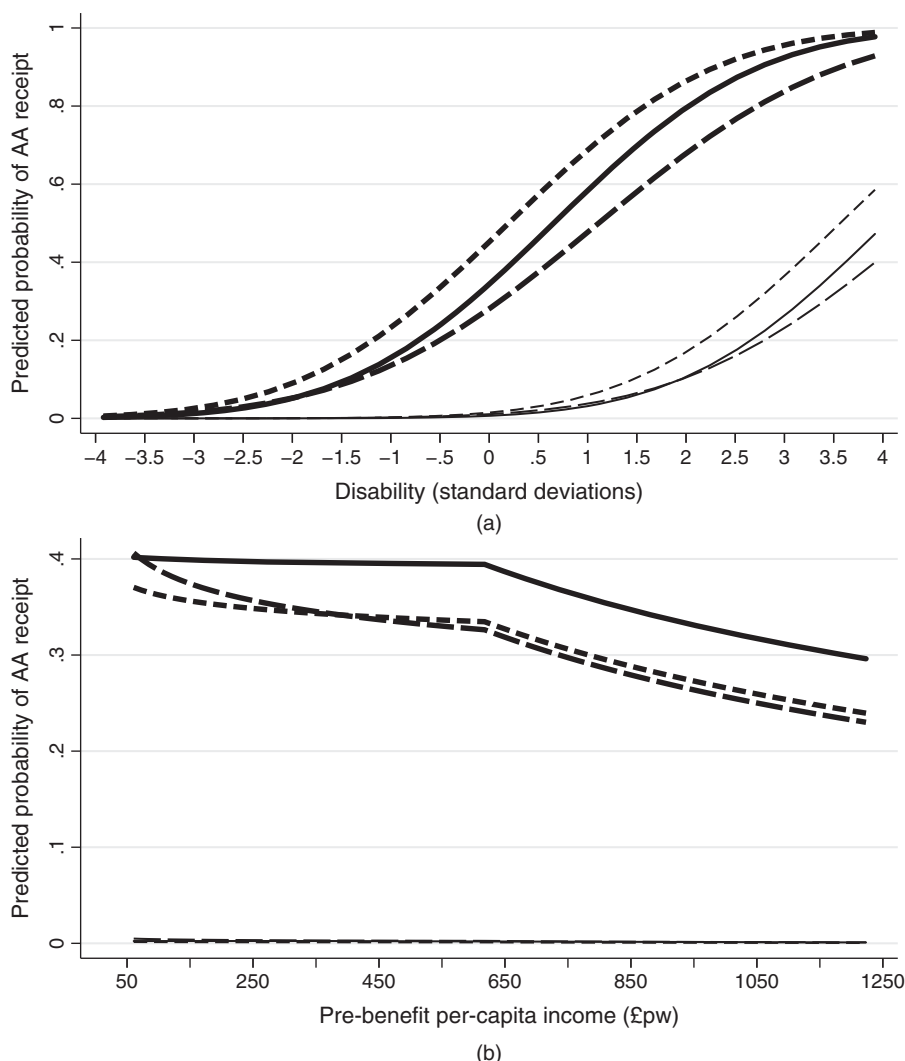 Predicted probability of AA receipt
1
.8
.6
.4
.2
0
−4 −3.5 −3 −2.5 −2 −1.5 −1 −.5 0 .5 1 1.5 2 2.5 3 3.5 4
Disability (standard deviations)
(a)
Predicted probability of AA receipt
.4
.3
.2
.1
0
50 250 450 650 850 1050 1250
Pre-benefit per-capita income (£pw)
(b)